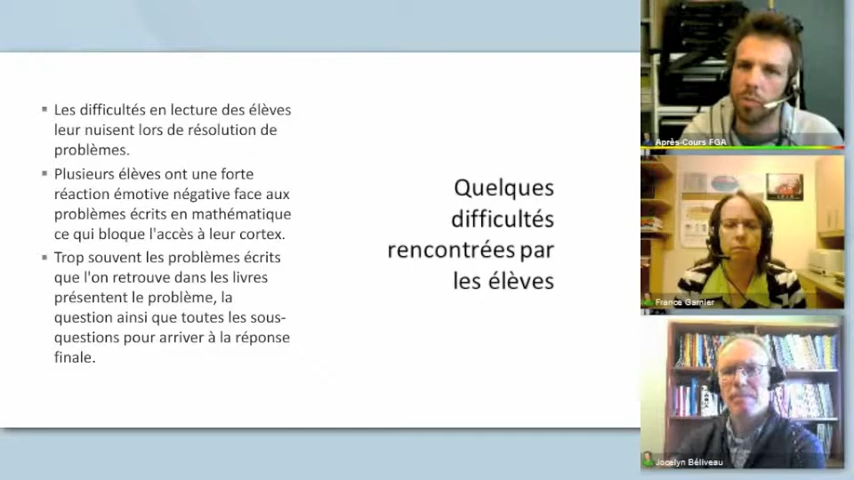 ▪ Les difficultés en lecture des élèves
leur nuisent lors de résolution de
problèmes.
▪ Plusieurs élèves ont une forte
réaction émotive négative face aux
problèmes écrits en mathématique
ce qui bloque l'accès à leur cortex.
▪ Trop souvent les problèmes écrits
que l'on retrouve dans les livres
présentent le problème, la
question ainsi que toutes les sous-
questions pour arriver à la réponse
finale.
Quelques
difficultés
rencontrées par
les élèves
Après-Cours FGA
France Garnier
Jocelyn Béliveau